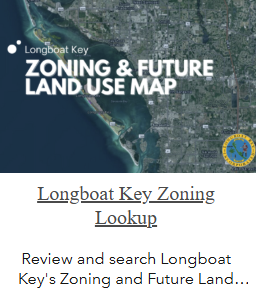 Longboat Key
ZONING & FUTURE
LAND USE MAP
Longboat Key Zoning
Lookup
Review and search Longboat
Key's Zoning and Future Land…